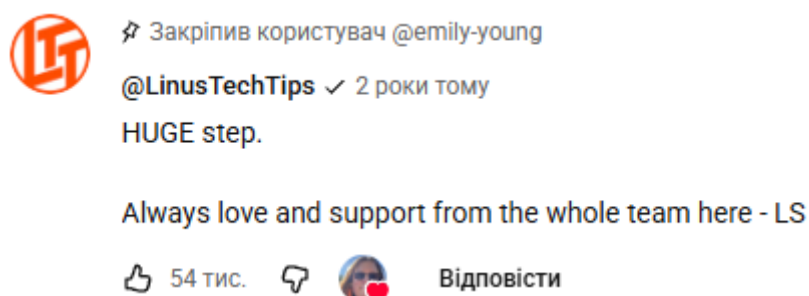 Закріпив користувач @emily-young
@LinusTechTips 2 роки тому
HUGE step.
Always love and support from the whole team here - LS
54 тис. Відповісти
LTT